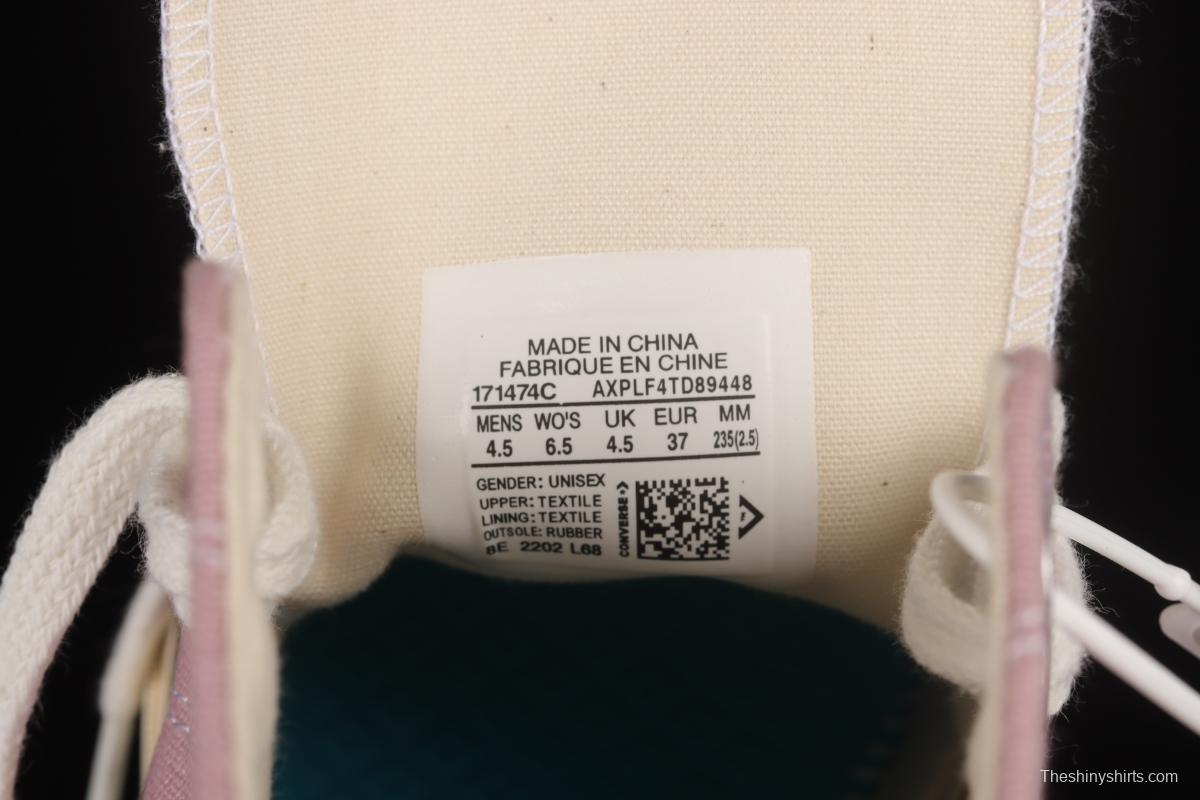 MADE IN CHINA
FABRIQUE EN CHINE
171474C AXPLF4TD89448
MENS WO'S UK EUR MM
4.5 6.5 4.5 37 235(2.5)
GENDER: UNISEX
UPPER: TEXTILE
LINING: TEXTILE
OUTSOLE: RUBBER
8E 2202 L68
CONVERSE
Theshinyshirts.com